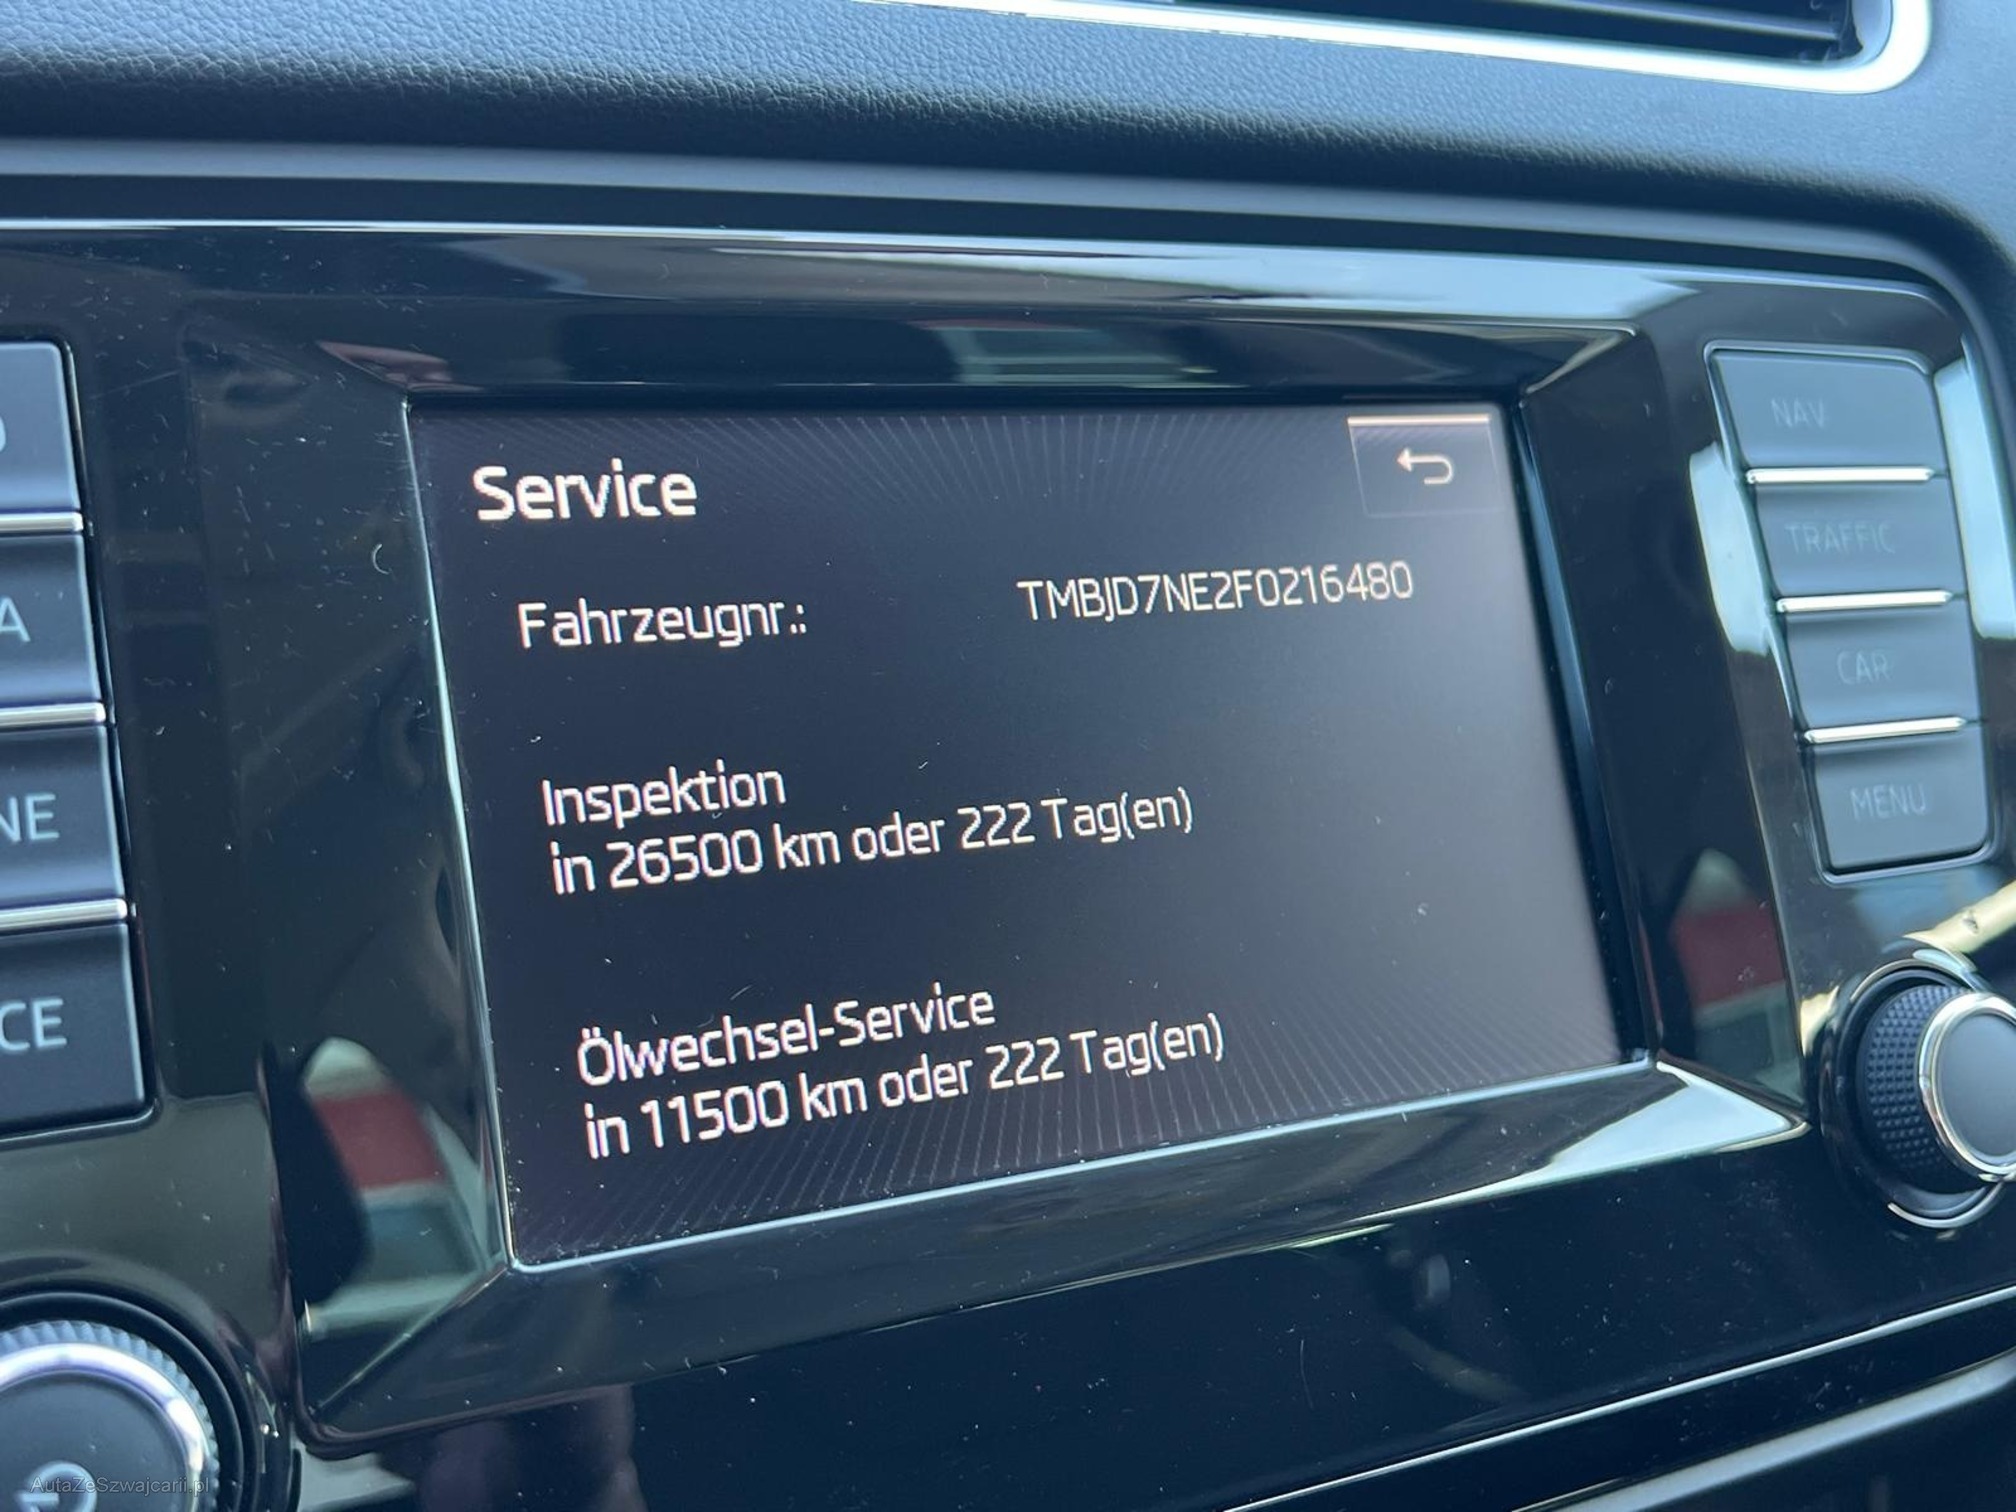 Service
Fahrzeugnr.: TMBJD7NE2F0216480
Inspektion
in 26500 km oder 222 Tag(en)
Ölwechsel-Service
in 11500 km oder 222 Tag(en)
NAV
TRAFFIC
CAR
MENU
A
NE
CE
AutaZeSzwajcarii.pl